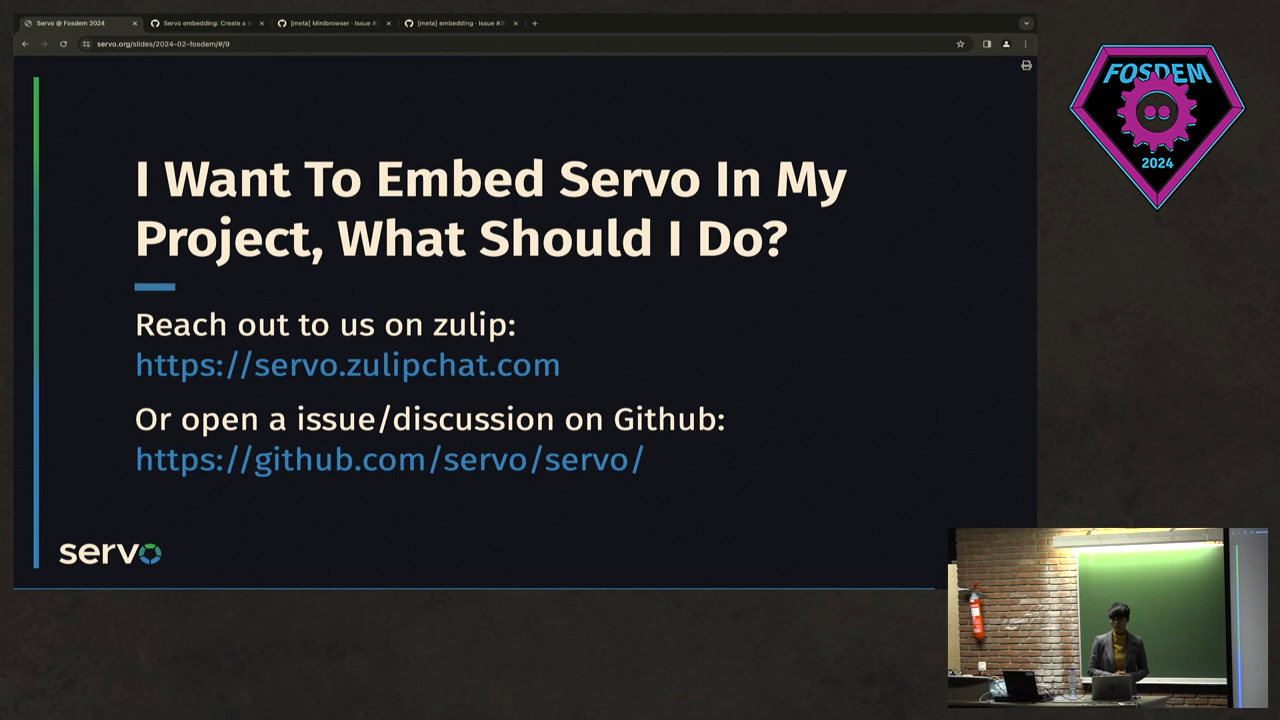 Servo @ Fosdem 2024
Servo embedding: Create a
[meta] Minibrowser · Issue #
[meta] embedding · Issue #
servo.org/slides/2024-02-fosdem/#/9
FOSDEM
2024
I Want To Embed Servo In My
Project, What Should I Do?
Reach out to us on zulip:
https://servo.zulipchat.com
Or open a issue/discussion on Github:
https://github.com/servo/servo/
servo